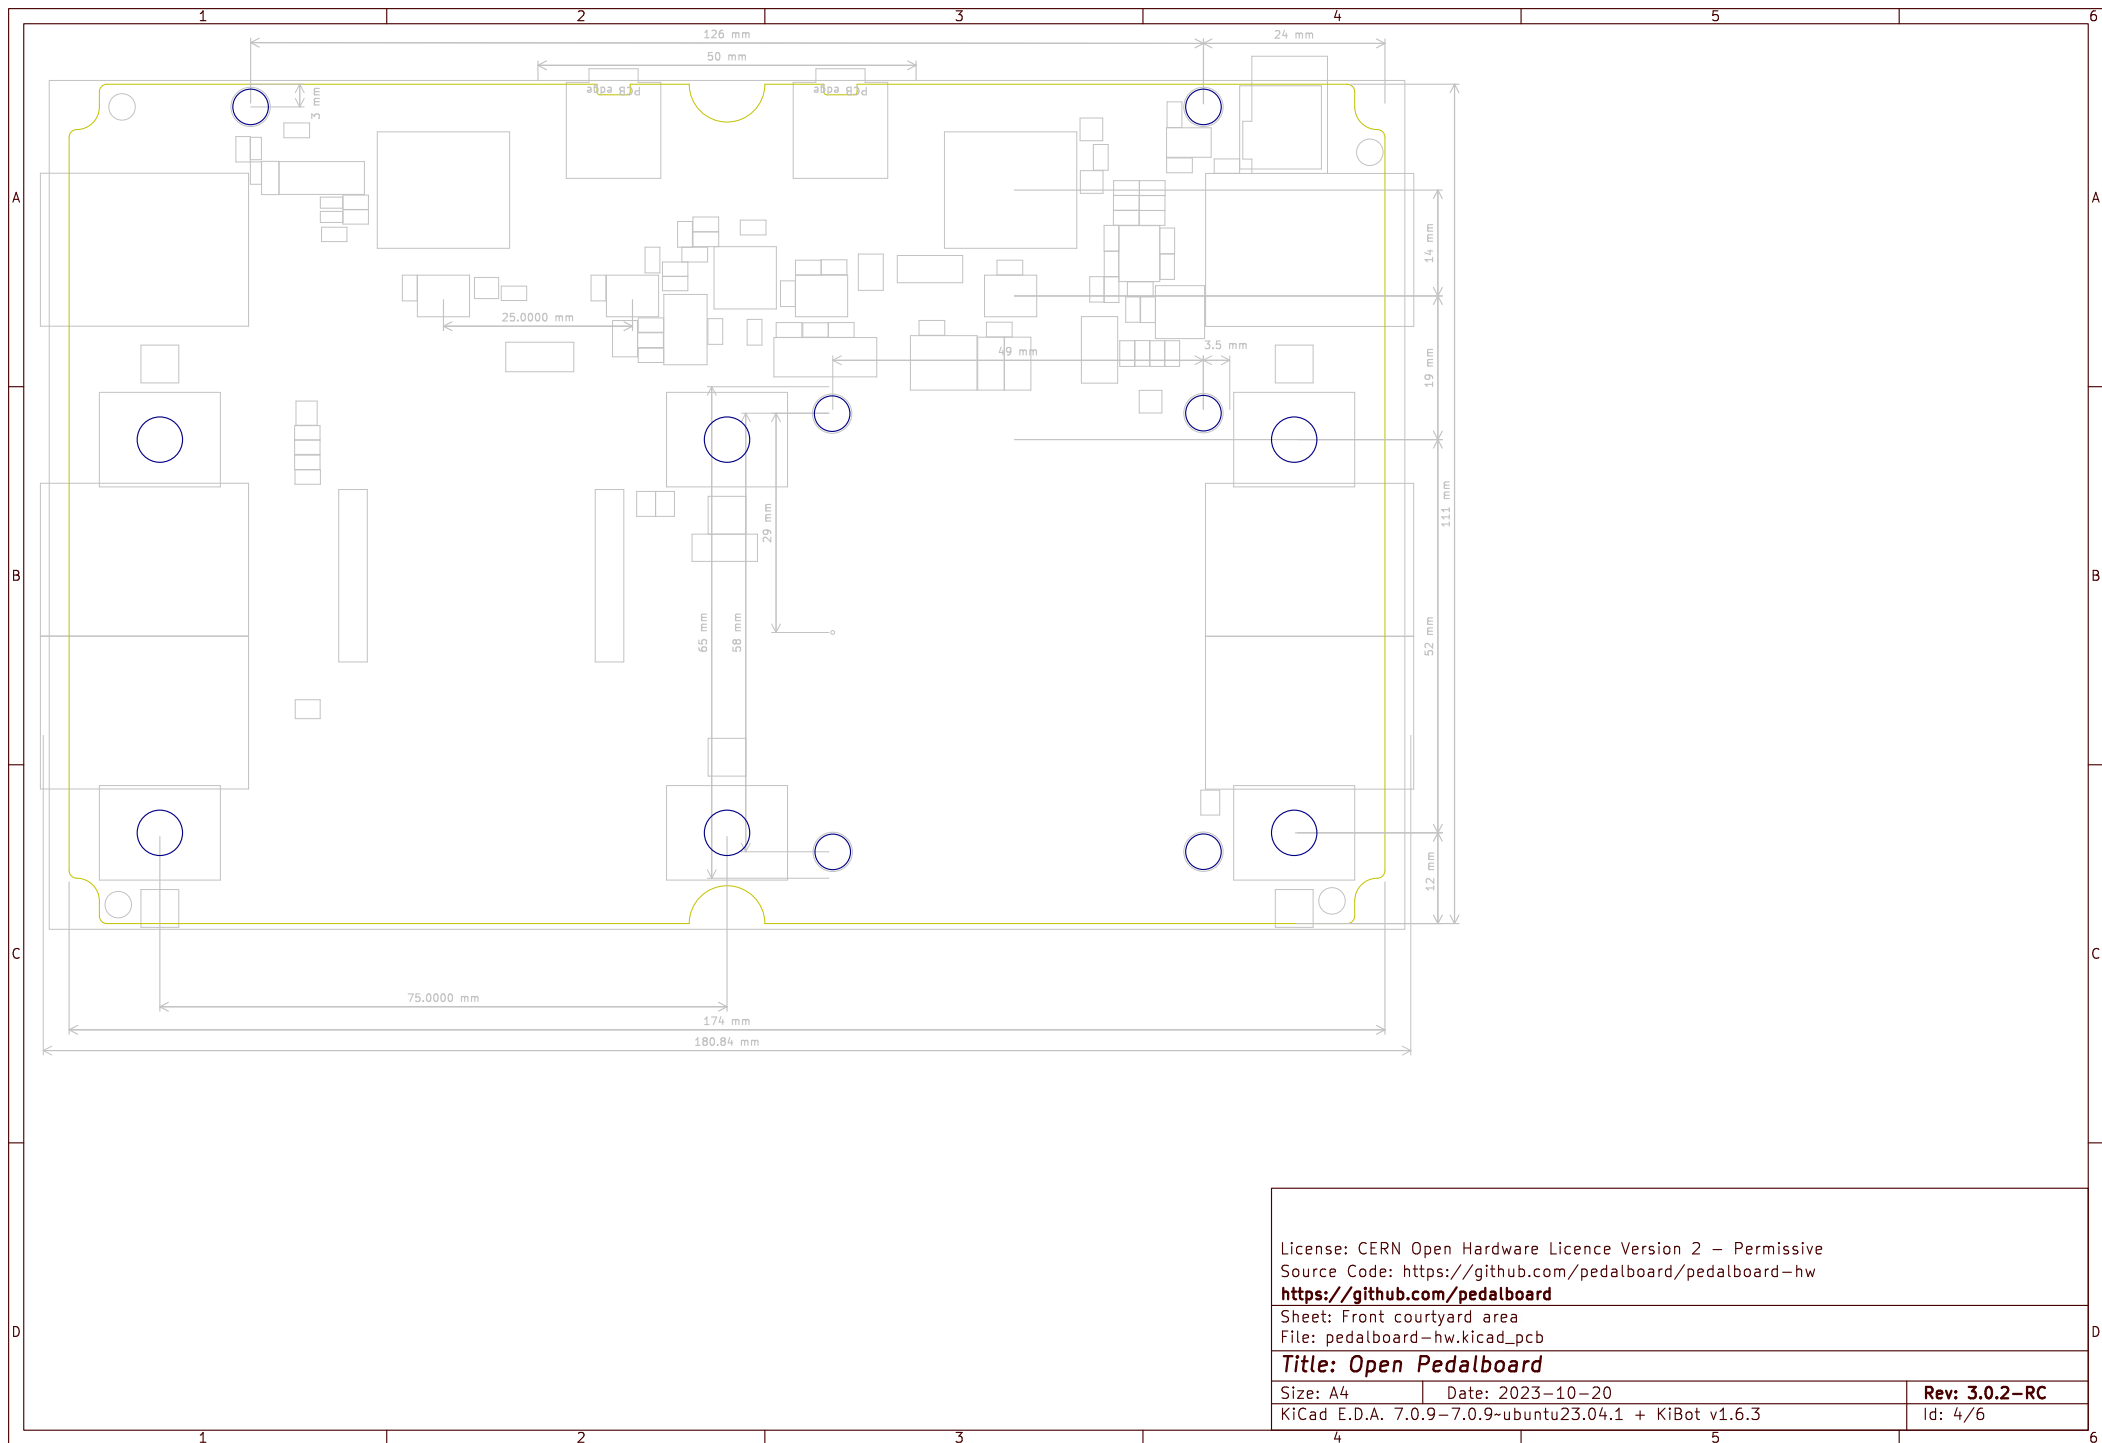 1 2 3 4 5 6
126 mm
24 mm
50 mm
PCB edge
PCB edge
3 mm
A
A
14 mm
25.0000 mm
3.5 mm
49 mm
19 mm
111 mm
29 mm
B
B
65 mm
58 mm
52 mm
12 mm
C
C
75.0000 mm
174 mm
180.84 mm
License: CERN Open Hardware Licence Version 2 – Permissive
Source Code: https://github.com/pedalboard/pedalboard-hw
https://github.com/pedalboard
Sheet: Front courtyard area
File: pedalboard-hw.kicad_pcb
D
D
Title: Open Pedalboard
Size: A4
Date: 2023-10-20
Rev: 3.0.2-RC
KiCad E.D.A. 7.0.9-7.0.9~ubuntu23.04.1 + KiBot v1.6.3
Id: 4/6
1 2 3 4 5 6